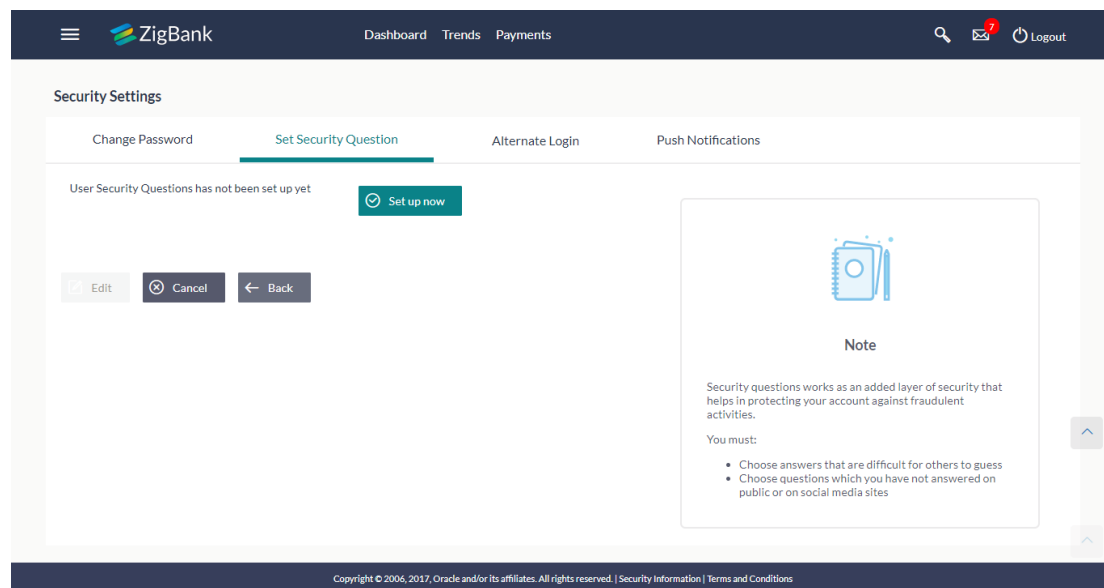 ZigBank
Dashboard Trends Payments
7
Logout
Security Settings
Change Password Set Security Question Alternate Login Push Notifications
User Security Questions has not been set up yet
Set up now
Edit Cancel Back
Note
Security questions works as an added layer of security that
helps in protecting your account against fraudulent
activities.
You must:
• Choose answers that are difficult for others to guess
• Choose questions which you have not answered on
public or on social media sites
Copyright © 2006, 2017, Oracle and/or its affiliates. All rights reserved. | Security Information | Terms and Conditions